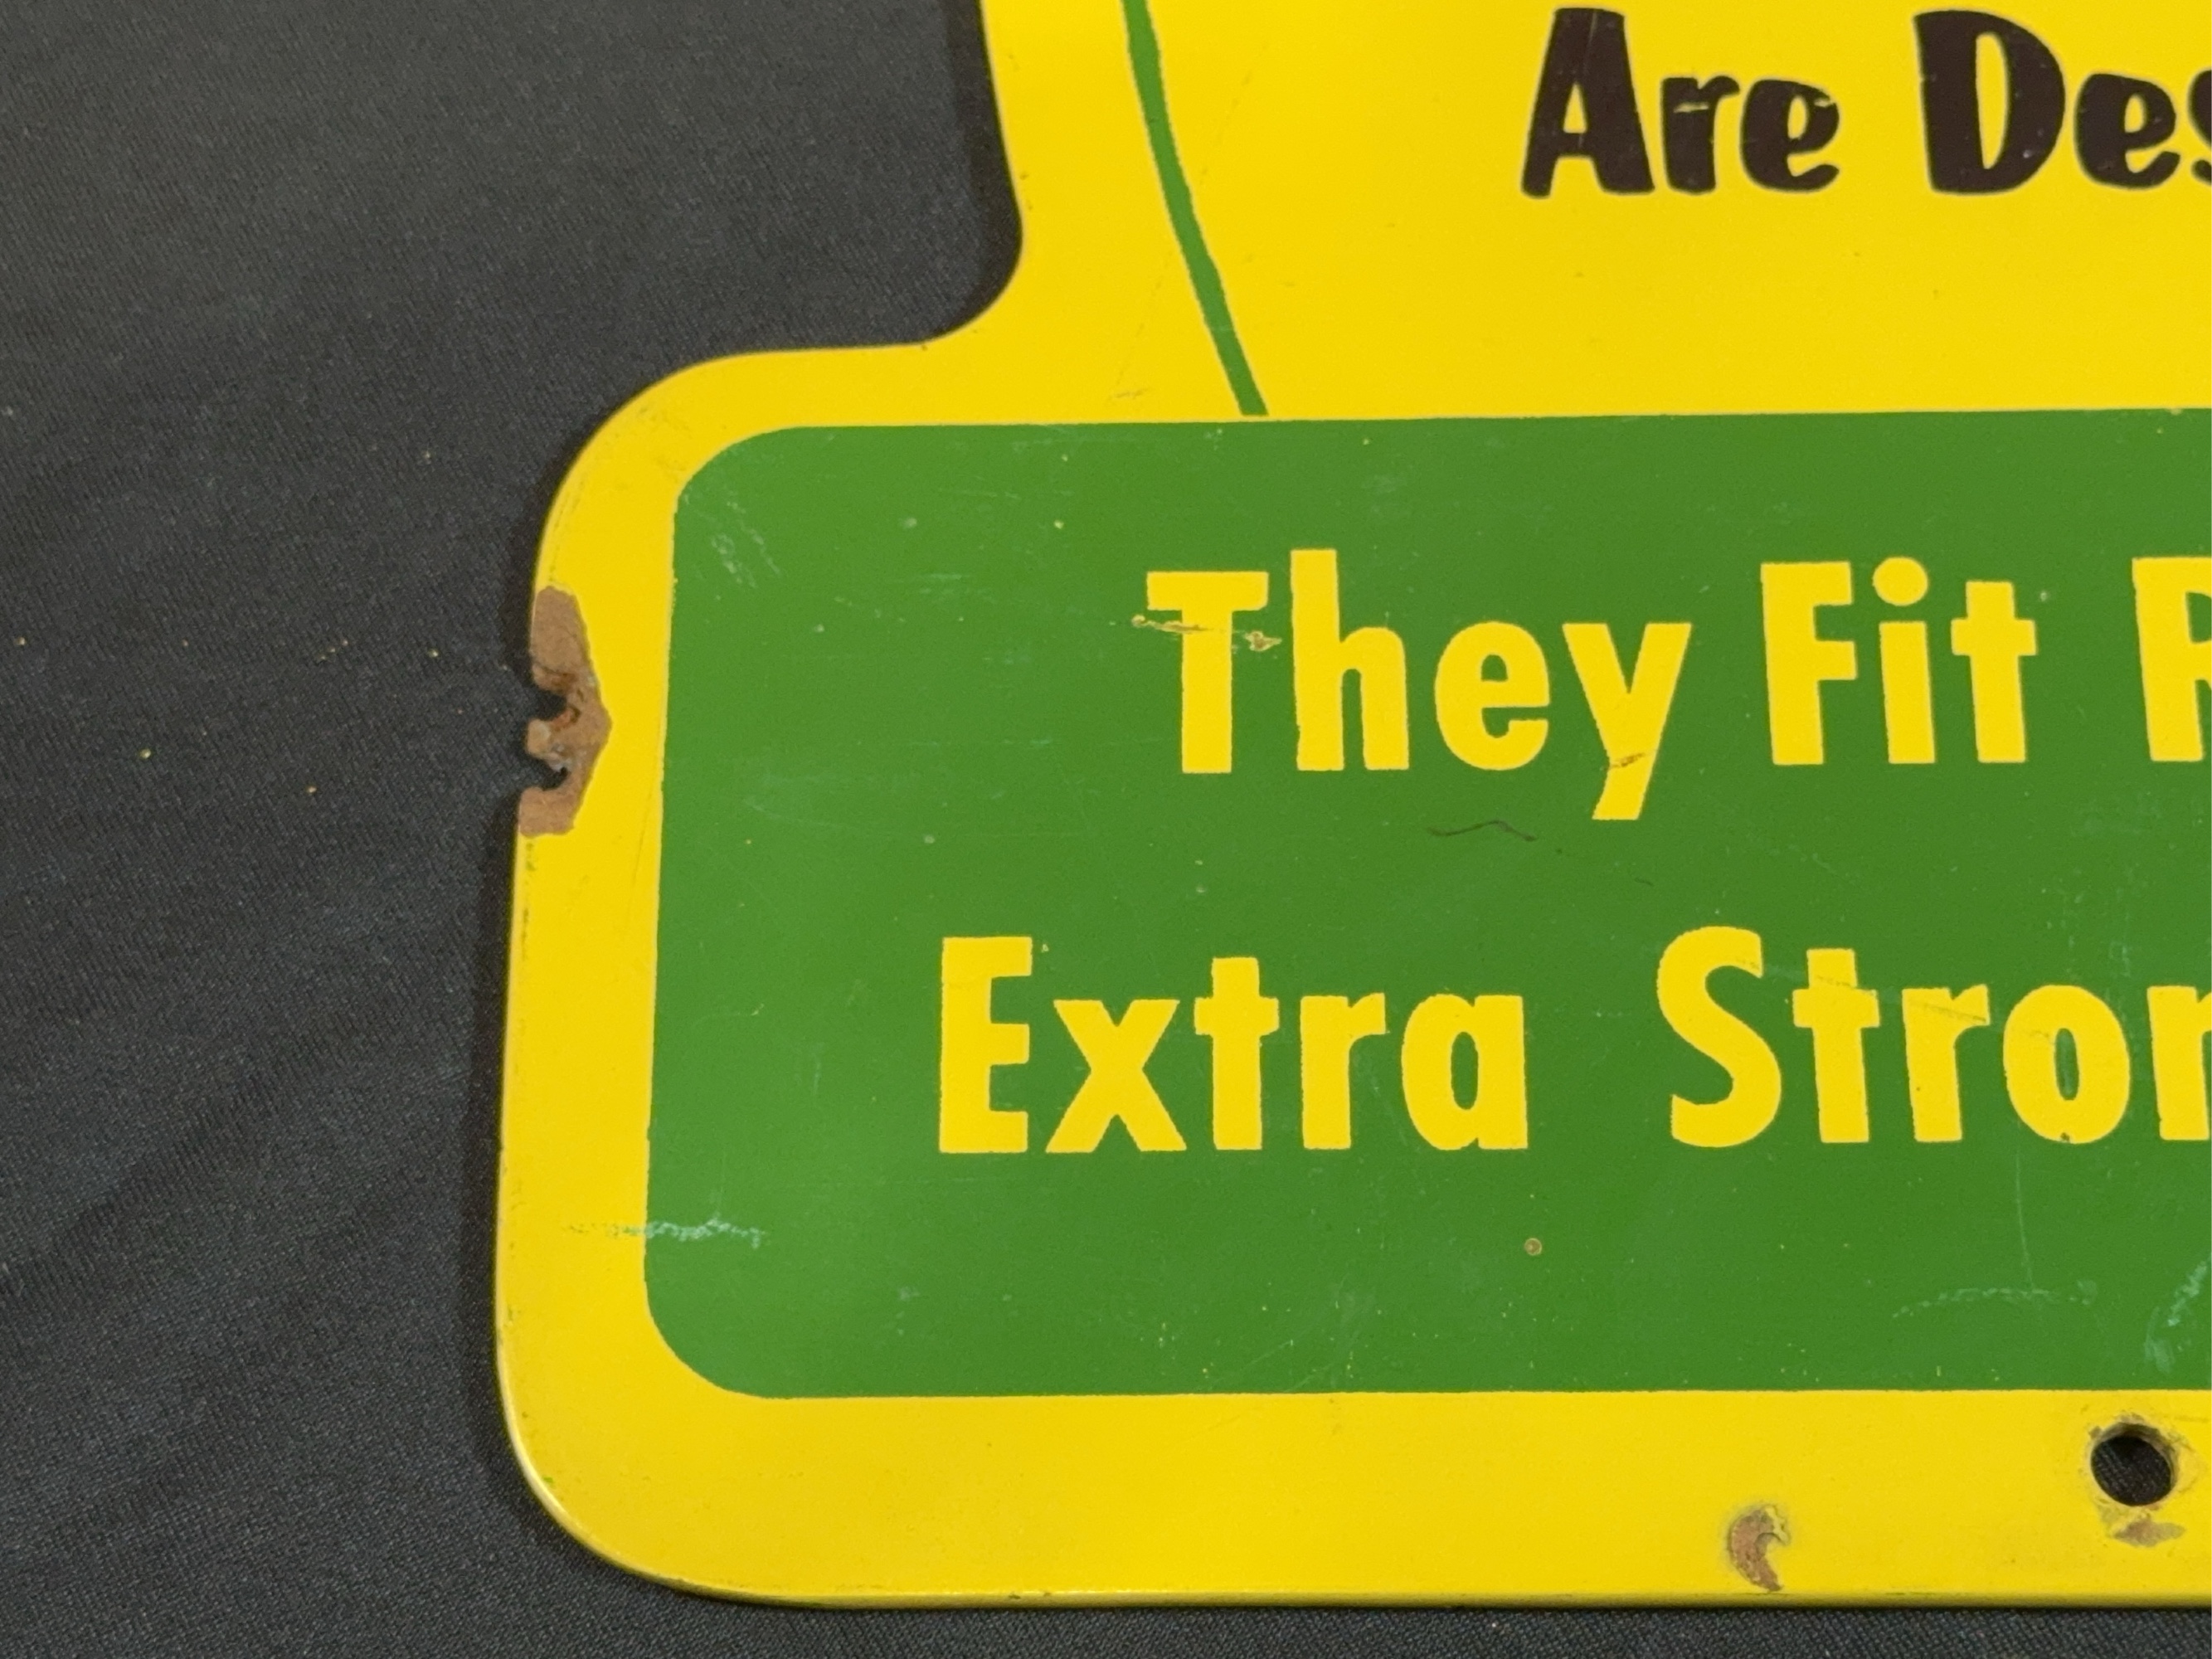 Are Des
They Fit
Extra Stron